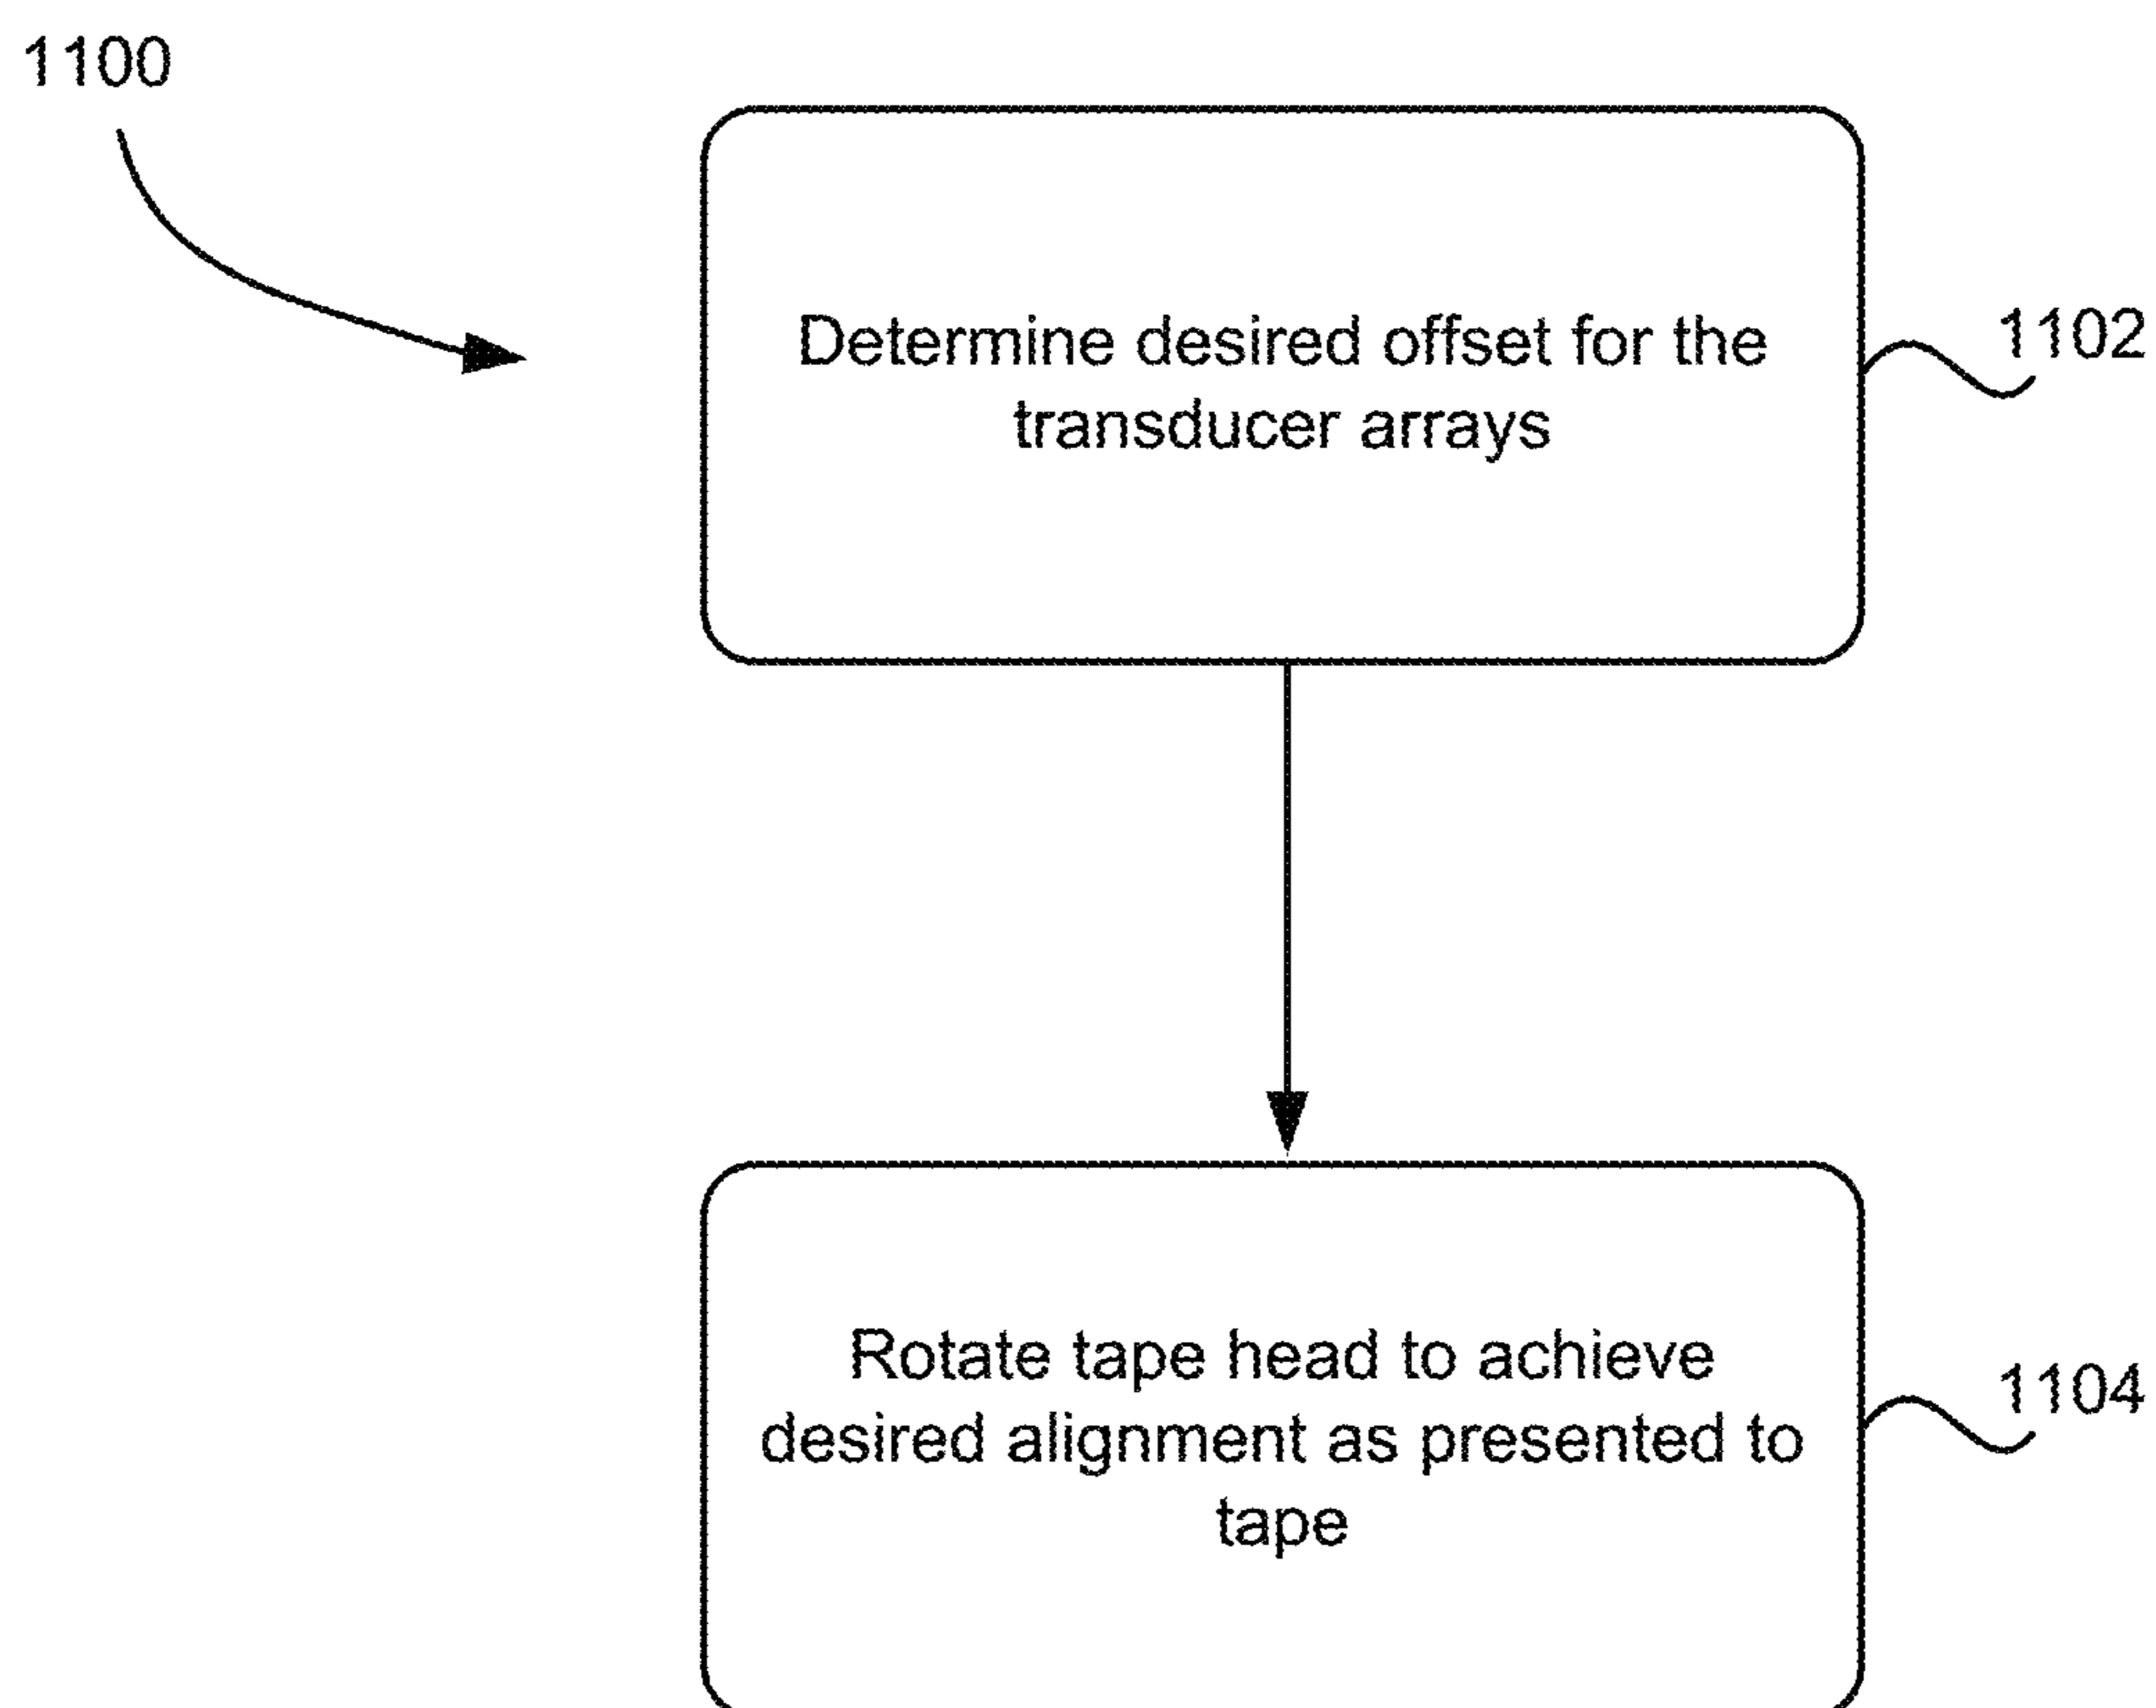 1100
Determine desired offset for the
transducer arrays
1102
Rotate tape head to achieve
desired alignment as presented to
tape
1104